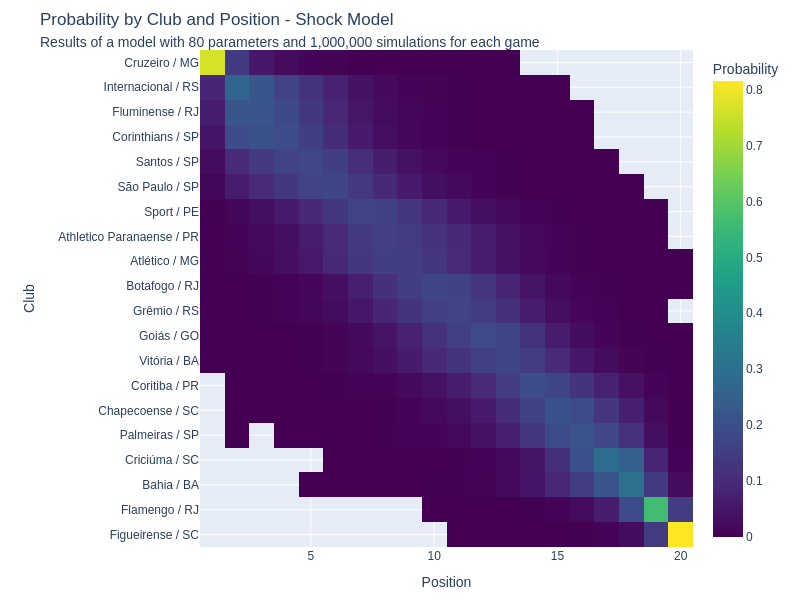 Probability by Club and Position - Shock Model
Results of a model with 80 parameters and 1,000,000 simulations for each game
Cruzeiro / MG
Internacional / RS
Fluminense / RJ
Corinthians / SP
Santos / SP
São Paulo / SP
Sport / PE
Athletico Paranaense / PR
Atlético / MG
Botafogo / RJ
Grêmio / RS
Goiás / GO
Vitória / BA
Coritiba / PR
Chapecoense / SC
Palmeiras / SP
Criciúma / SC
Bahia / BA
Flamengo / RJ
Figueirense / SC
Club
5
10
15
20
Position
Probability
0.8
0.7
0.6
0.5
0.4
0.3
0.2
0.1
0